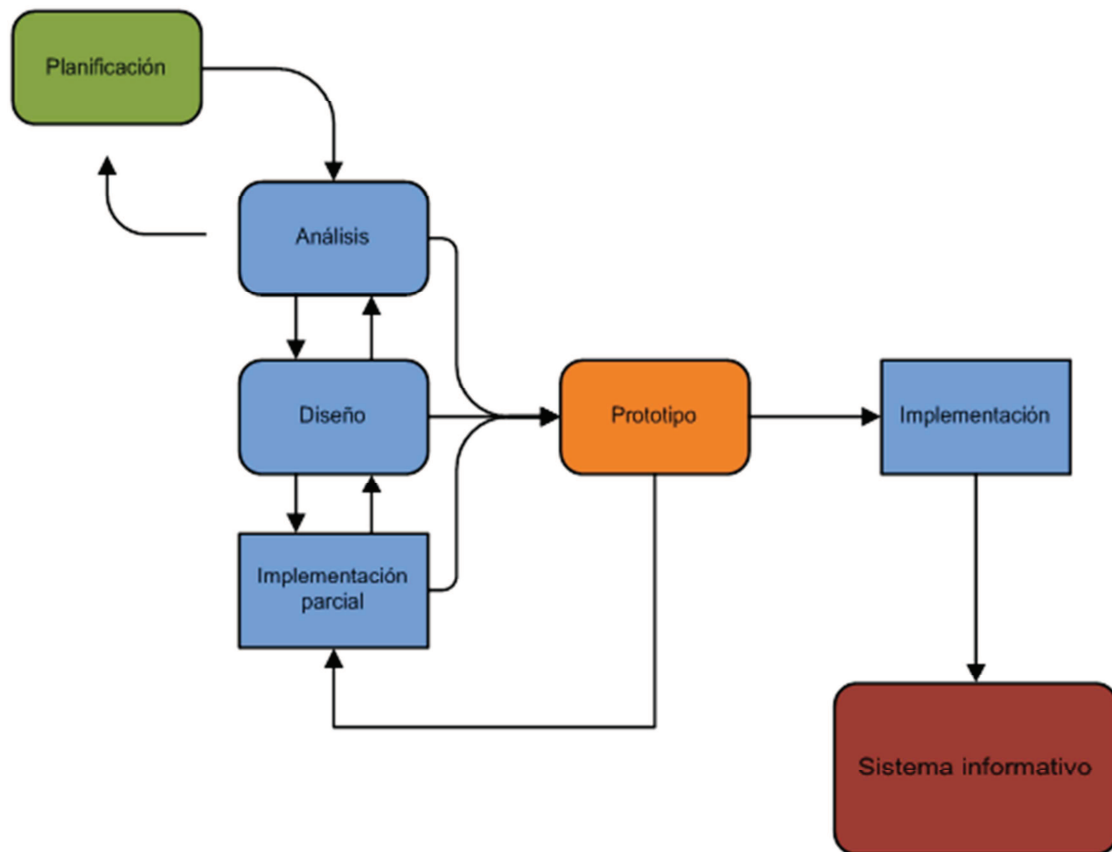 Planificación
Análisis
Diseño
Prototipo
Implementación
Implementación
parcial
Sistema informativo